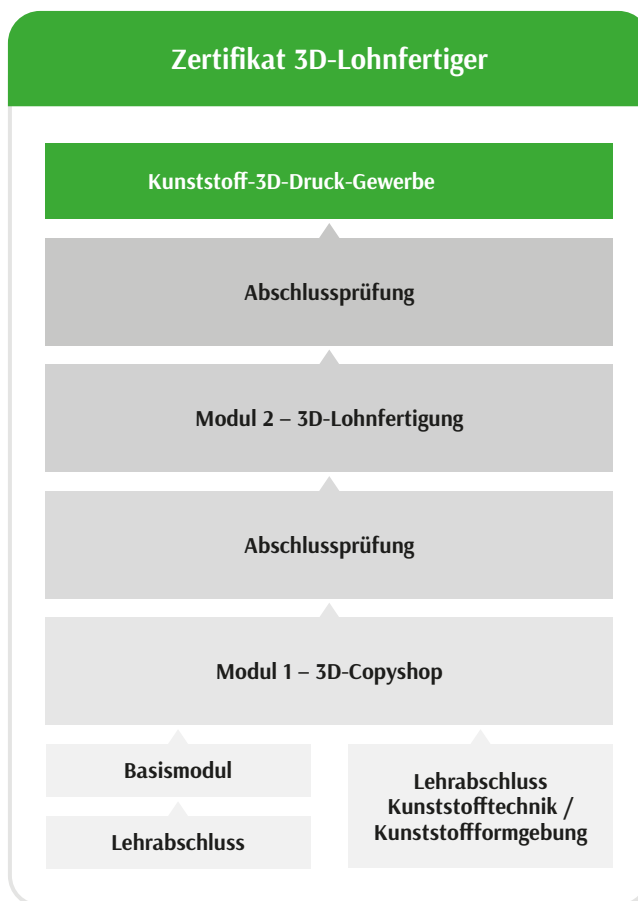 Zertifikat 3D-Lohnfertiger
Kunststoff-3D-Druck-Gewerbe
Abschlussprüfung
Modul 2 – 3D-Lohnfertigung
Abschlussprüfung
Modul 1 – 3D-Copyshop
Basismodul
Lehrabschluss
Lehrabschluss
Kunststofftechnik /
Kunststoffformgebung